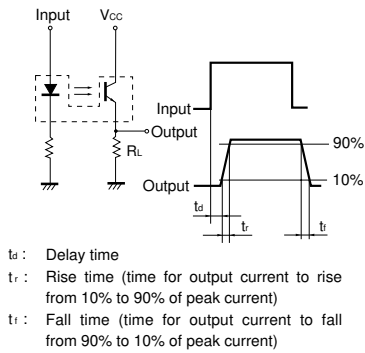 Input Vcc
Input
Output
RL
90%
Output
10%
td
tr
tf
td : Delay time
tr : Rise time (time for output current to rise
from 10% to 90% of peak current)
tf : Fall time (time for output current to fall
from 90% to 10% of peak current)